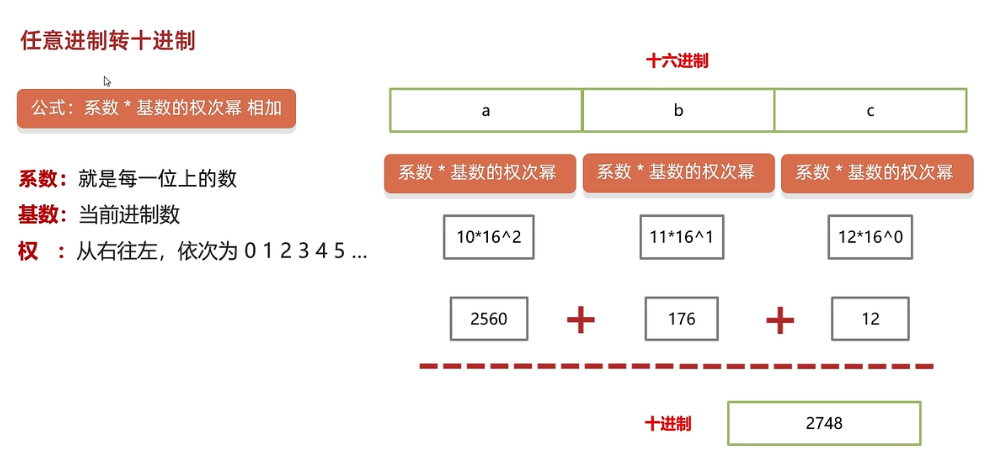 任意进制转十进制
公式：系数 * 基数的权次幂 相加
系数：就是每一位上的数
基数：当前进制数
权 ：从右往左，依次为 0 1 2 3 4 5 ...
十六进制
a b c
系数 * 基数的权次幂 系数 * 基数的权次幂 系数 * 基数的权次幂
10*16^2 11*16^1 12*16^0
2560 + 176 + 12
十进制 2748